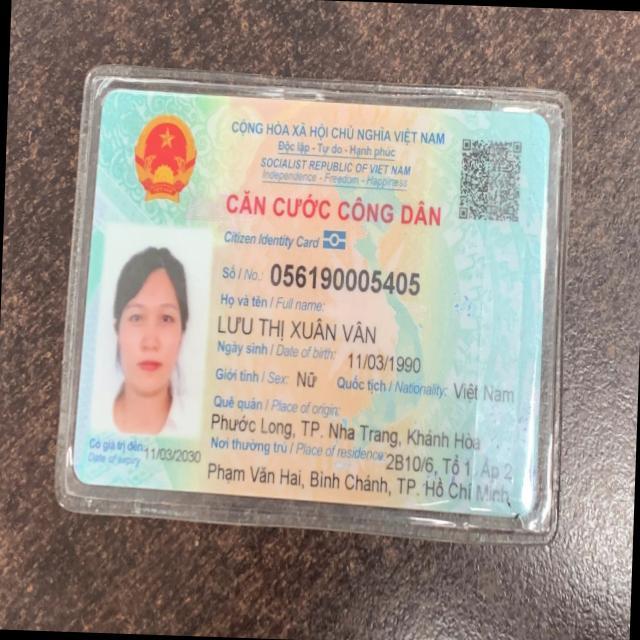 CỘNG HÒA XÃ HỘI CHỦ NGHĨA VIỆT NAM
Độc lập - Tự do - Hạnh phúc
SOCIALIST REPUBLIC OF VIET NAM
Independence - Freedom - Happiness
CĂN CƯỚC CÔNG DÂN
Citizen Identity Card
Số / No.: 056190005405
Họ và tên / Full name:
LƯU THỊ XUÂN VÂN
Ngày sinh / Date of birth: 11/03/1990
Giới tính / Sex: Nữ Quốc tịch / Nationality: Việt Nam
Quê quán / Place of origin:
Phước Long, TP. Nha Trang, Khánh Hòa
Nơi thường trú / Place of residence: 2B10/6, Tổ 1 Ấp 2
Phạm Văn Hai, Bình Chánh, TP. Hồ Chí Minh
Có giá trị đến: 11/03/2030
Date of expiry